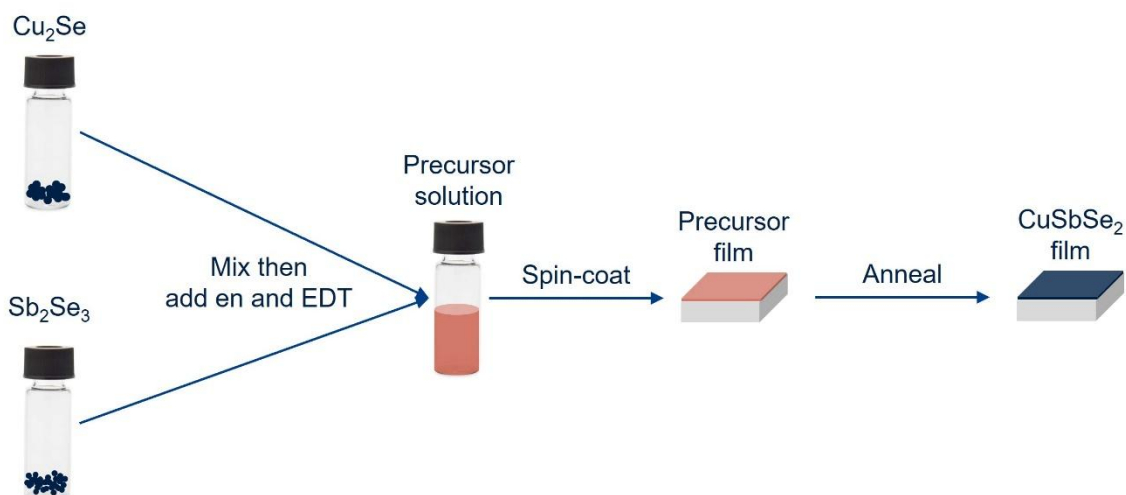 Cu₂Se
Precursor
solution
Mix then
add en and EDT
Spin-coat
Precursor
film
Anneal
CuSbSe₂
film
Sb₂Se₃